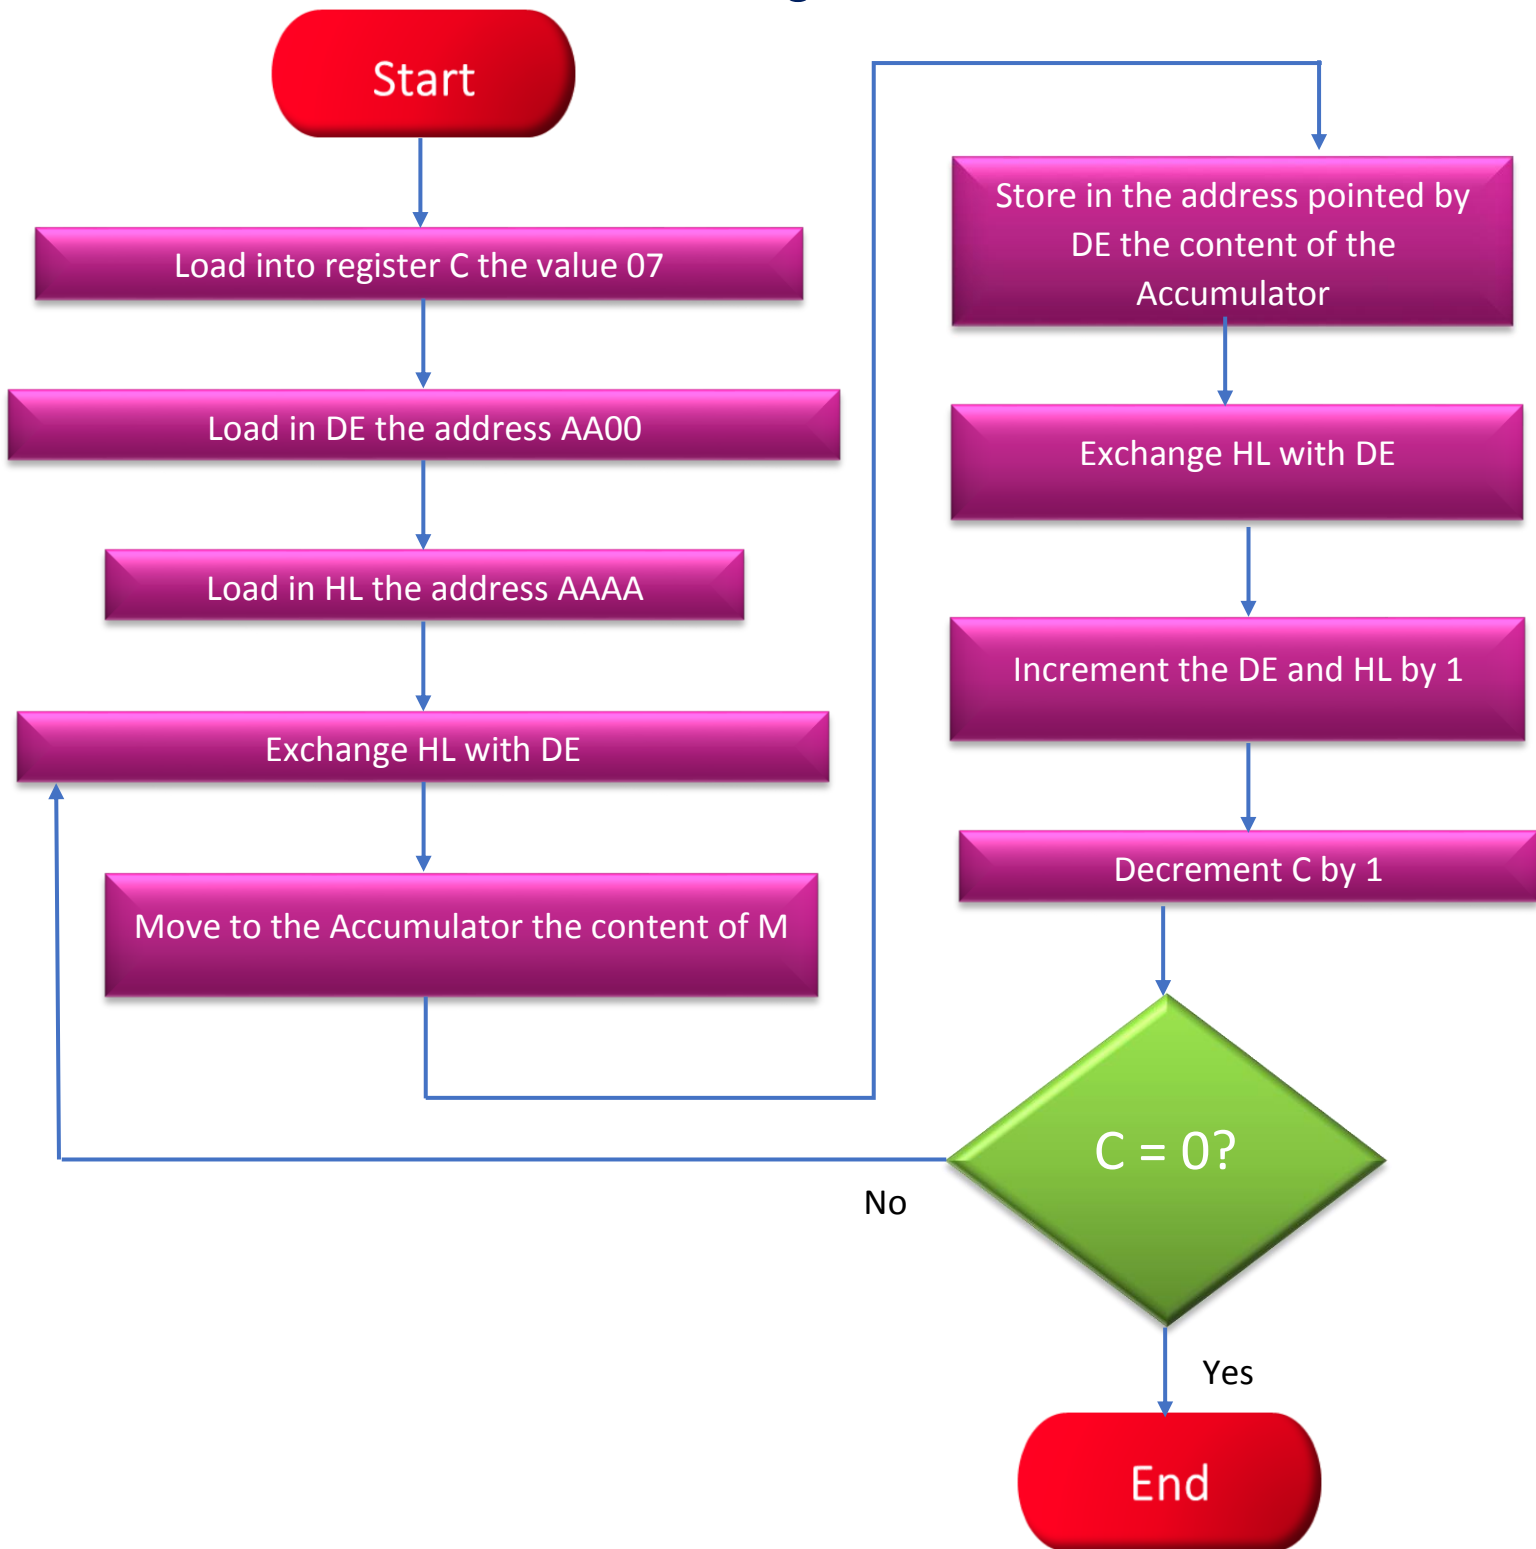 Start
Load into register C the value 07
Load in DE the address AA00
Load in HL the address AAAA
Exchange HL with DE
Move to the Accumulator the content of M
Store in the address pointed by
DE the content of the
Accumulator
Exchange HL with DE
Increment the DE and HL by 1
Decrement C by 1
C = 0?
No
Yes
End